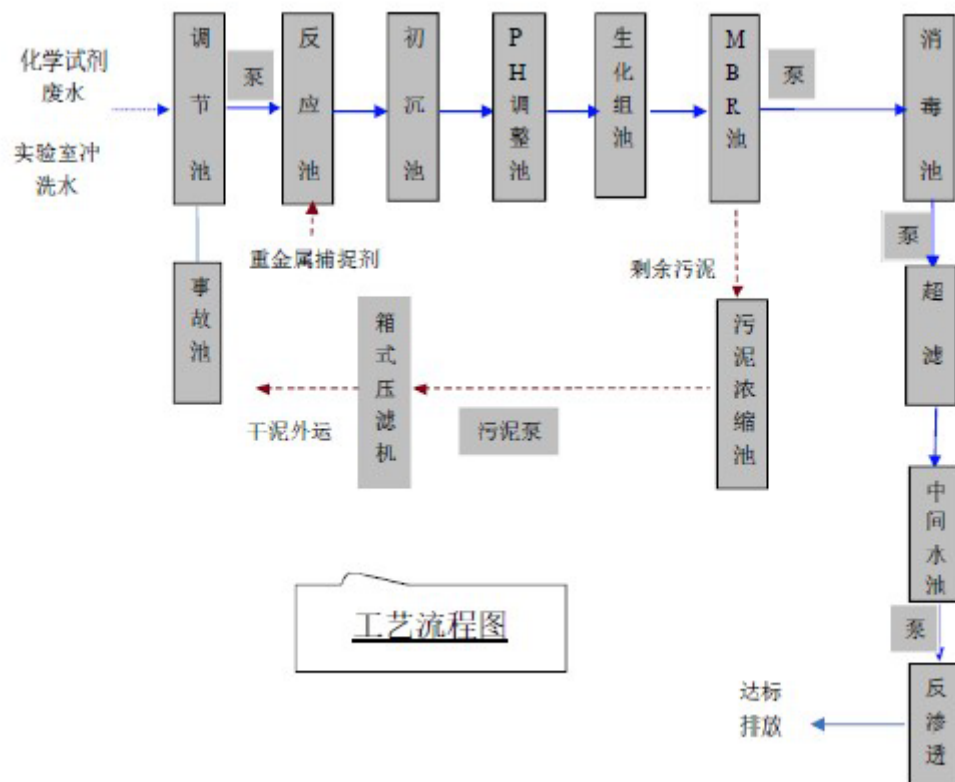 化学试剂
废水
实验室冲
洗水
调节池
泵
反应池
初沉池
PH调整池
生化组池
MBR池
泵
消毒池
重金属捕捉剂
事故池
剩余污泥
泵
超滤
箱式压滤机
污泥浓缩池
干泥外运
污泥泵
中间水池
工艺流程图
泵
达标
排放
反渗透